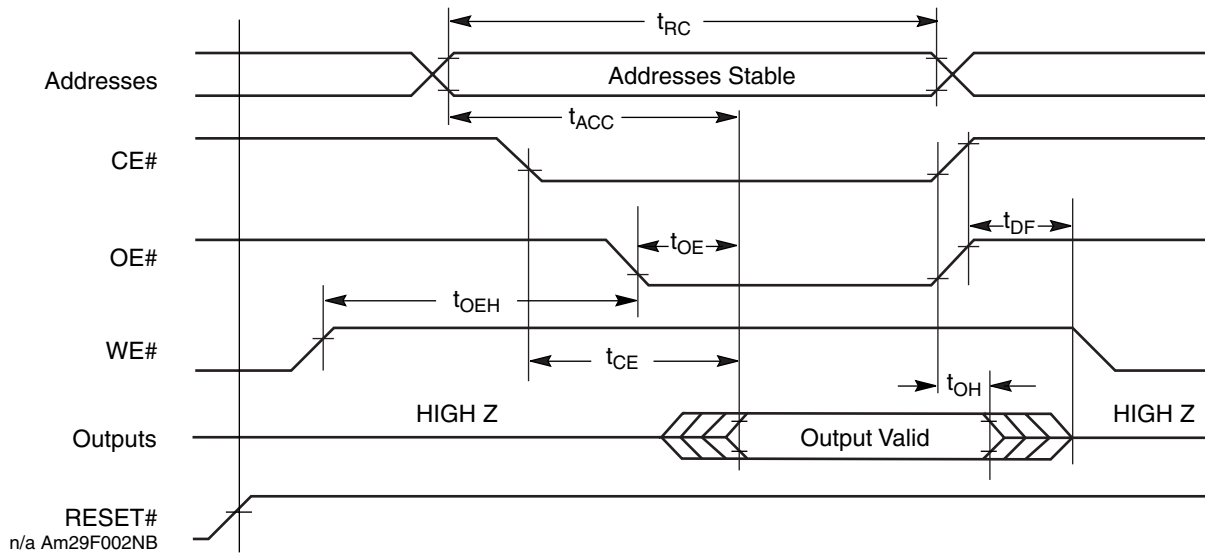 tRC
Addresses
Addresses Stable
tACC
CE#
tDF
tOE
OE#
tOEH
WE#
tCE
tOH
HIGH Z
HIGH Z
Outputs
Output Valid
RESET#
n/a Am29F002NB